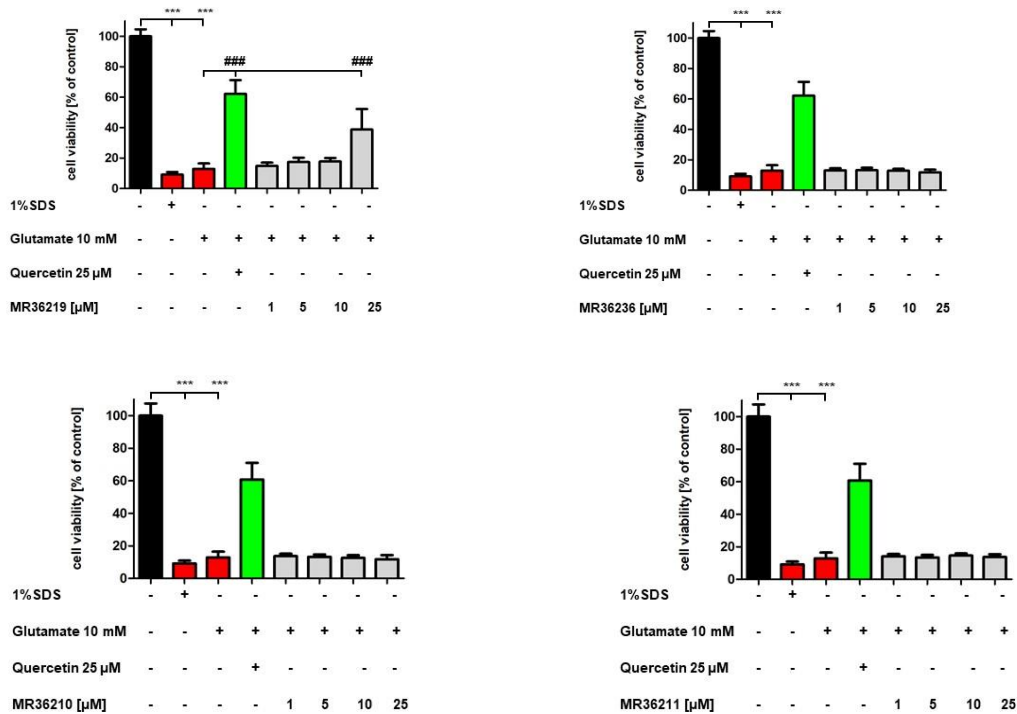 *** ***
### ###
cell viability [% of control]
100
80
60
40
20
0
1%SDS - + - - - - - -
Glutamate 10 mM - - + + + + + +
Quercetin 25 µM - - - + - - - -
MR36219 [µM] - - - - 1 5 10 25
*** ***
cell viability [% of control]
100
80
60
40
20
0
1%SDS - + - - - - - -
Glutamate 10 mM - - + + + + + +
Quercetin 25 µM - - - + - - - -
MR36236 [µM] - - - - 1 5 10 25
*** ***
cell viability [% of control]
100
80
60
40
20
0
1%SDS - + - - - - - -
Glutamate 10 mM - - + + + + + +
Quercetin 25 µM - - - + - - - -
MR36210 [µM] - - - - 1 5 10 25
*** ***
cell viability [% of control]
100
80
60
40
20
0
1%SDS - + - - - - - -
Glutamate 10 mM - - + + + + + +
Quercetin 25 µM - - - + - - - -
MR36211 [µM] - - - - 1 5 10 25